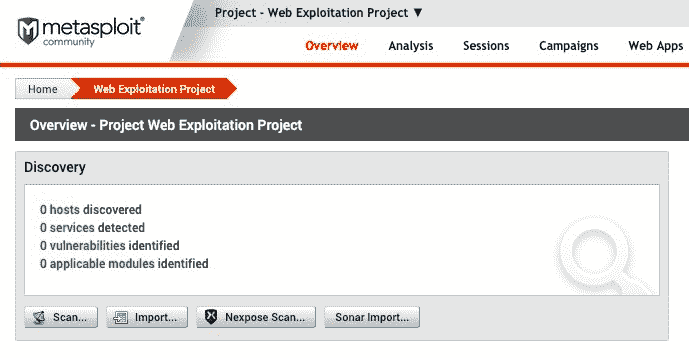 metasploit®
community
Project - Web Exploitation Project ▼
Overview Analysis Sessions Campaigns Web Apps
Home Web Exploitation Project
Overview - Project Web Exploitation Project
Discovery
0 hosts discovered
0 services detected
0 vulnerabilities identified
0 applicable modules identified
Scan... Import... Nexpose Scan... Sonar Import...